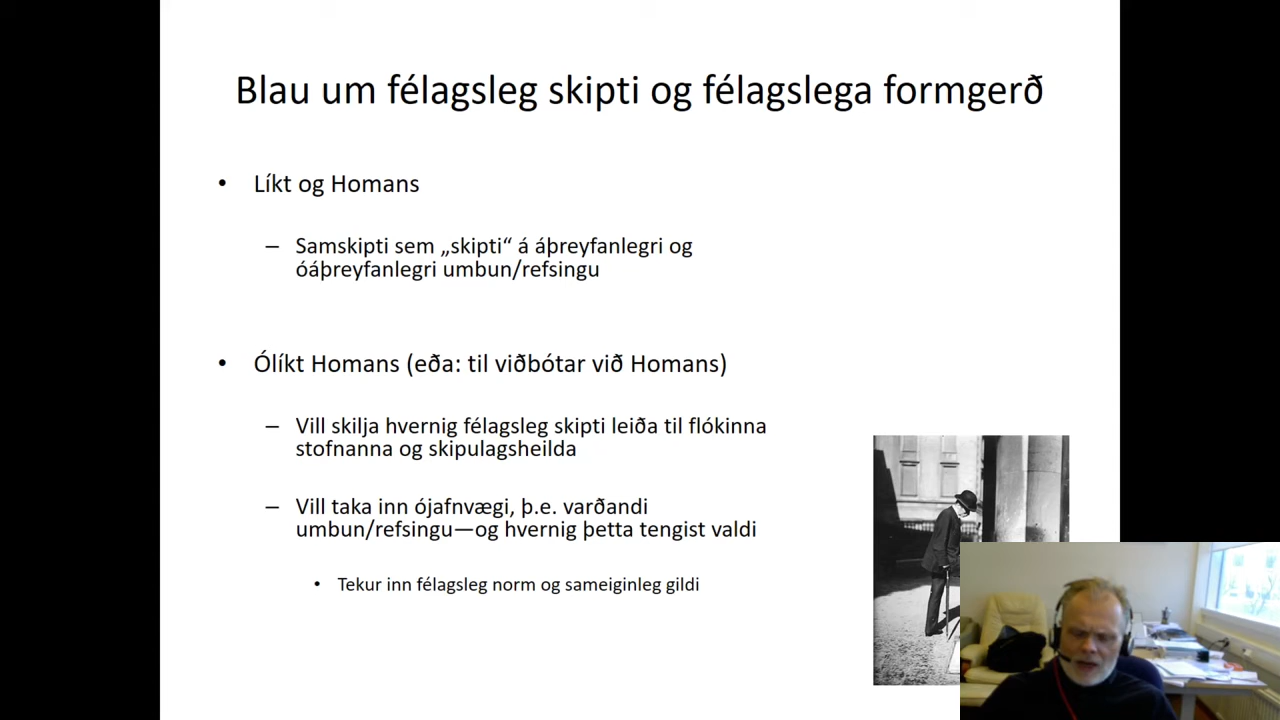 Blau um félagsleg skipti og félagslega formgerð
• Líkt og Homans
– Samskipti sem „skipti“ á áþreyfanlegri og
óáþreyfanlegri umbun/refsingu
• Ólíkt Homans (eða: til viðbótar við Homans)
– Vill skilja hvernig félagsleg skipti leiða til flókinna
stofnanna og skipulagsheilda
– Vill taka inn ójafnvægi, þ.e. varðandi
umbun/refsingu—og hvernig þetta tengist valdi
• Tekur inn félagsleg norm og sameiginleg gildi